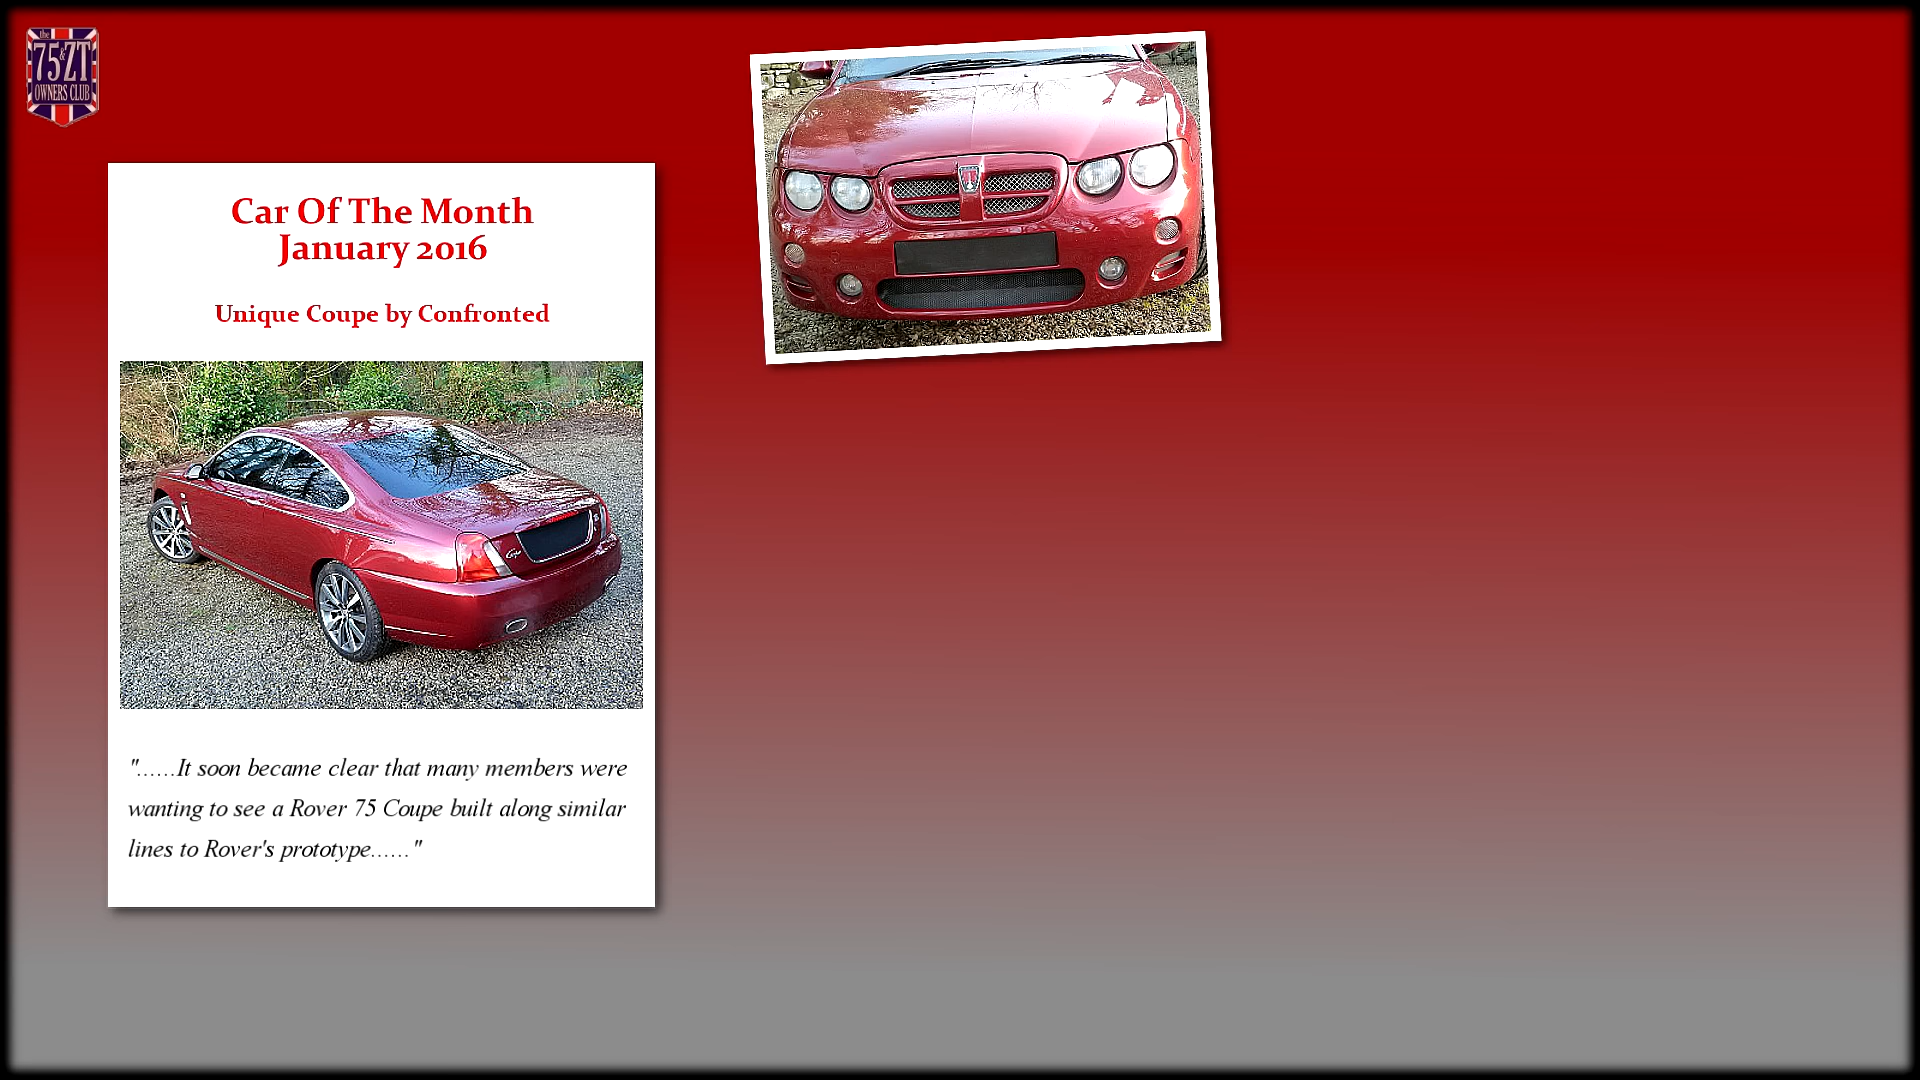 the
75 & ZT
OWNERS CLUB
Car Of The Month
January 2016
Unique Coupe by Confronted
"......It soon became clear that many members were
wanting to see a Rover 75 Coupe built along similar
lines to Rover's prototype......"